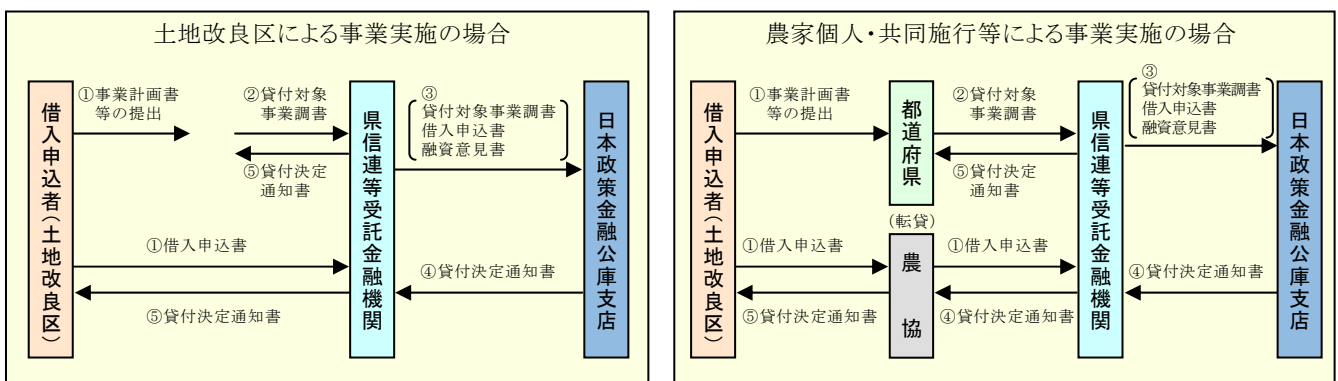 土地改良区による事業実施の場合
借入申込者（土地改良区）
①事業計画書
等の提出
②貸付対象
事業調書
⑤貸付決定
通知書
①借入申込書
⑤貸付決定通知書
県信連等受託金融機関
③
貸付対象事業調書
借入申込書
融資意見書
④貸付決定通知書
日本政策金融公庫支店
農家個人・共同施行等による事業実施の場合
借入申込者（土地改良区）
①事業計画書
等の提出
①借入申込書
⑤貸付決定通知書
都道府県
（転貸）
農協
②貸付対象
事業調書
⑤貸付決定
通知書
①借入申込書
④貸付決定通知書
県信連等受託金融機関
③
貸付対象事業調書
借入申込書
融資意見書
④貸付決定通知書
日本政策金融公庫支店